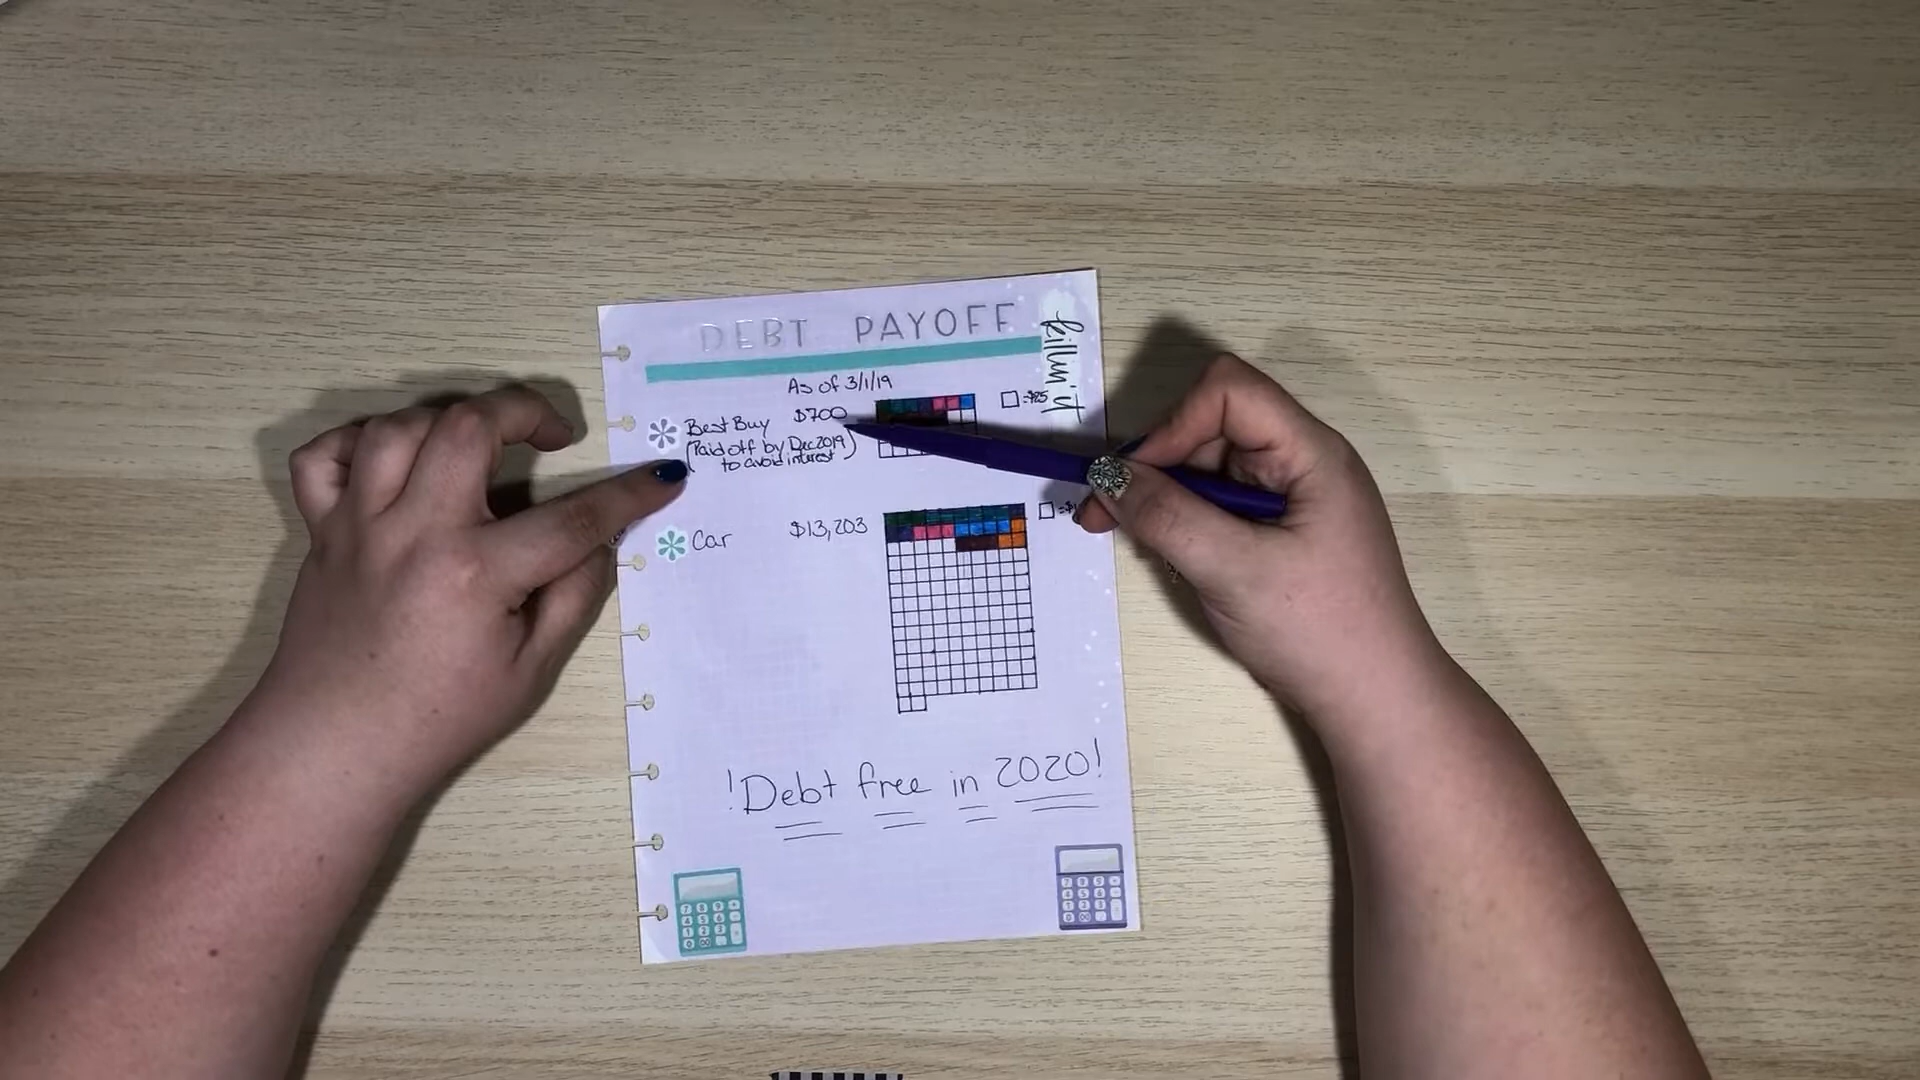 DEBT PAYOFF
killin' it
As of 3/1/19
Best Buy $700
(Paid off by Dec 2019)
to avoid interest
=$25
Car $13,203
!Debt free in 2020!